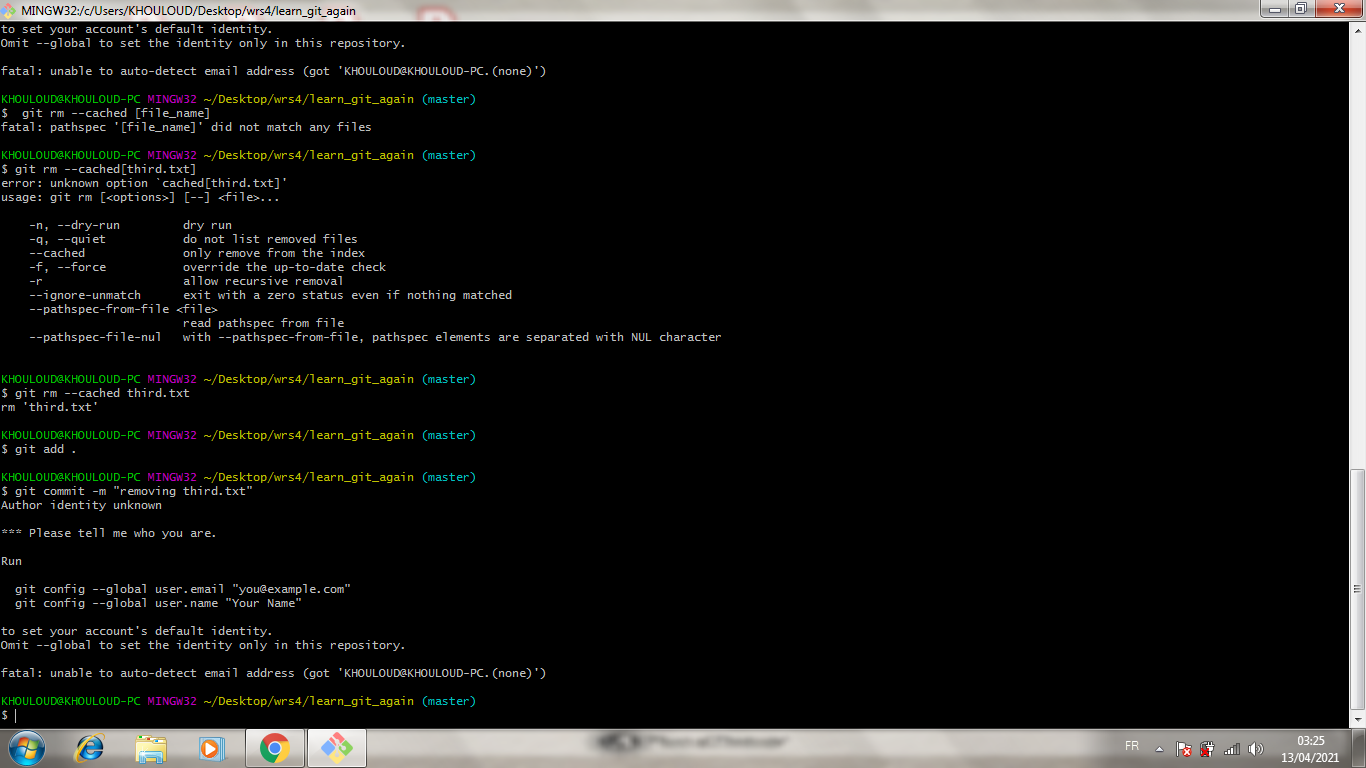 MINGW32:/c/Users/KHOULOUD/Desktop/wrs4/learn_git_again
to set your account's default identity.
Omit --global to set the identity only in this repository.
fatal: unable to auto-detect email address (got 'KHOULOUD@KHOULOUD-PC.(none)')
KHOULOUD@KHOULOUD-PC MINGW32 ~/Desktop/wrs4/learn_git_again (master)
$  git rm --cached [file_name]
fatal: pathspec '[file_name]' did not match any files
KHOULOUD@KHOULOUD-PC MINGW32 ~/Desktop/wrs4/learn_git_again (master)
$ git rm --cached[third.txt]
error: unknown option `cached[third.txt]'
usage: git rm [<options>] [--] <file>...
    -n, --dry-run         dry run
    -q, --quiet           do not list removed files
    --cached              only remove from the index
    -f, --force           override the up-to-date check
    -r                    allow recursive removal
    --ignore-unmatch      exit with a zero status even if nothing matched
    --pathspec-from-file <file>
                          read pathspec from file
    --pathspec-file-nul   with --pathspec-from-file, pathspec elements are separated with NUL character
KHOULOUD@KHOULOUD-PC MINGW32 ~/Desktop/wrs4/learn_git_again (master)
$ git rm --cached third.txt
rm 'third.txt'
KHOULOUD@KHOULOUD-PC MINGW32 ~/Desktop/wrs4/learn_git_again (master)
$ git add .
KHOULOUD@KHOULOUD-PC MINGW32 ~/Desktop/wrs4/learn_git_again (master)
$ git commit -m "removing third.txt"
Author identity unknown
*** Please tell me who you are.
Run
  git config --global user.email "you@example.com"
  git config --global user.name "Your Name"
to set your account's default identity.
Omit --global to set the identity only in this repository.
fatal: unable to auto-detect email address (got 'KHOULOUD@KHOULOUD-PC.(none)')
KHOULOUD@KHOULOUD-PC MINGW32 ~/Desktop/wrs4/learn_git_again (master)
$
FR
03:25
13/04/2021